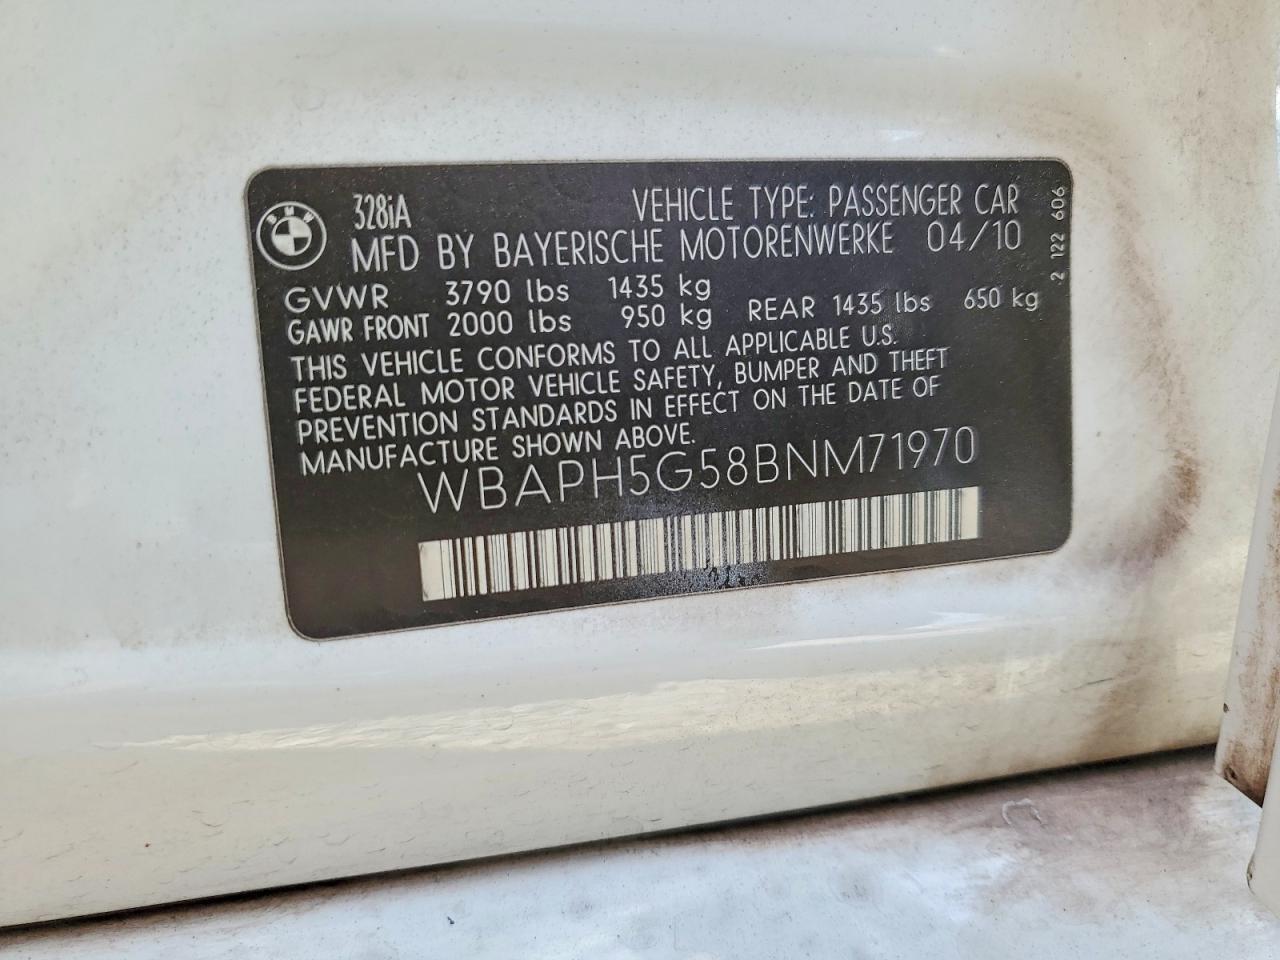 BMW
328iA VEHICLE TYPE: PASSENGER CAR
MFD BY BAYERISCHE MOTORENWERKE 04/10
GVWR 3790 lbs 1435 kg
GAWR FRONT 2000 lbs 950 kg REAR 1435 lbs 650 kg
THIS VEHICLE CONFORMS TO ALL APPLICABLE U.S.
FEDERAL MOTOR VEHICLE SAFETY, BUMPER AND THEFT
PREVENTION STANDARDS IN EFFECT ON THE DATE OF
MANUFACTURE SHOWN ABOVE.
WBAPH5G58BNM71970
2 122 606